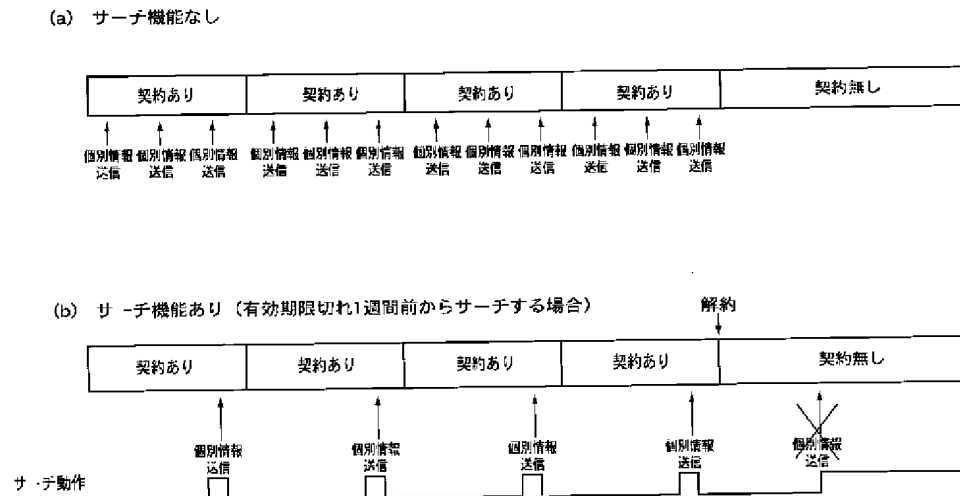 (a) サーチ機能なし
契約あり 契約あり 契約あり 契約あり 契約無し
個別情報 個別情報 個別情報 個別情報 個別情報 個別情報 個別情報 個別情報 個別情報 個別情報 個別情報 個別情報
送信 送信 送信 送信 送信 送信 送信 送信 送信 送信 送信 送信
(b) サーチ機能あり（有効期限切れ1週間前からサーチする場合）
解約
契約あり 契約あり 契約あり 契約あり 契約無し
個別情報 個別情報 個別情報 個別情報 個別情報
送信 送信 送信 送信 送信
サーチ動作